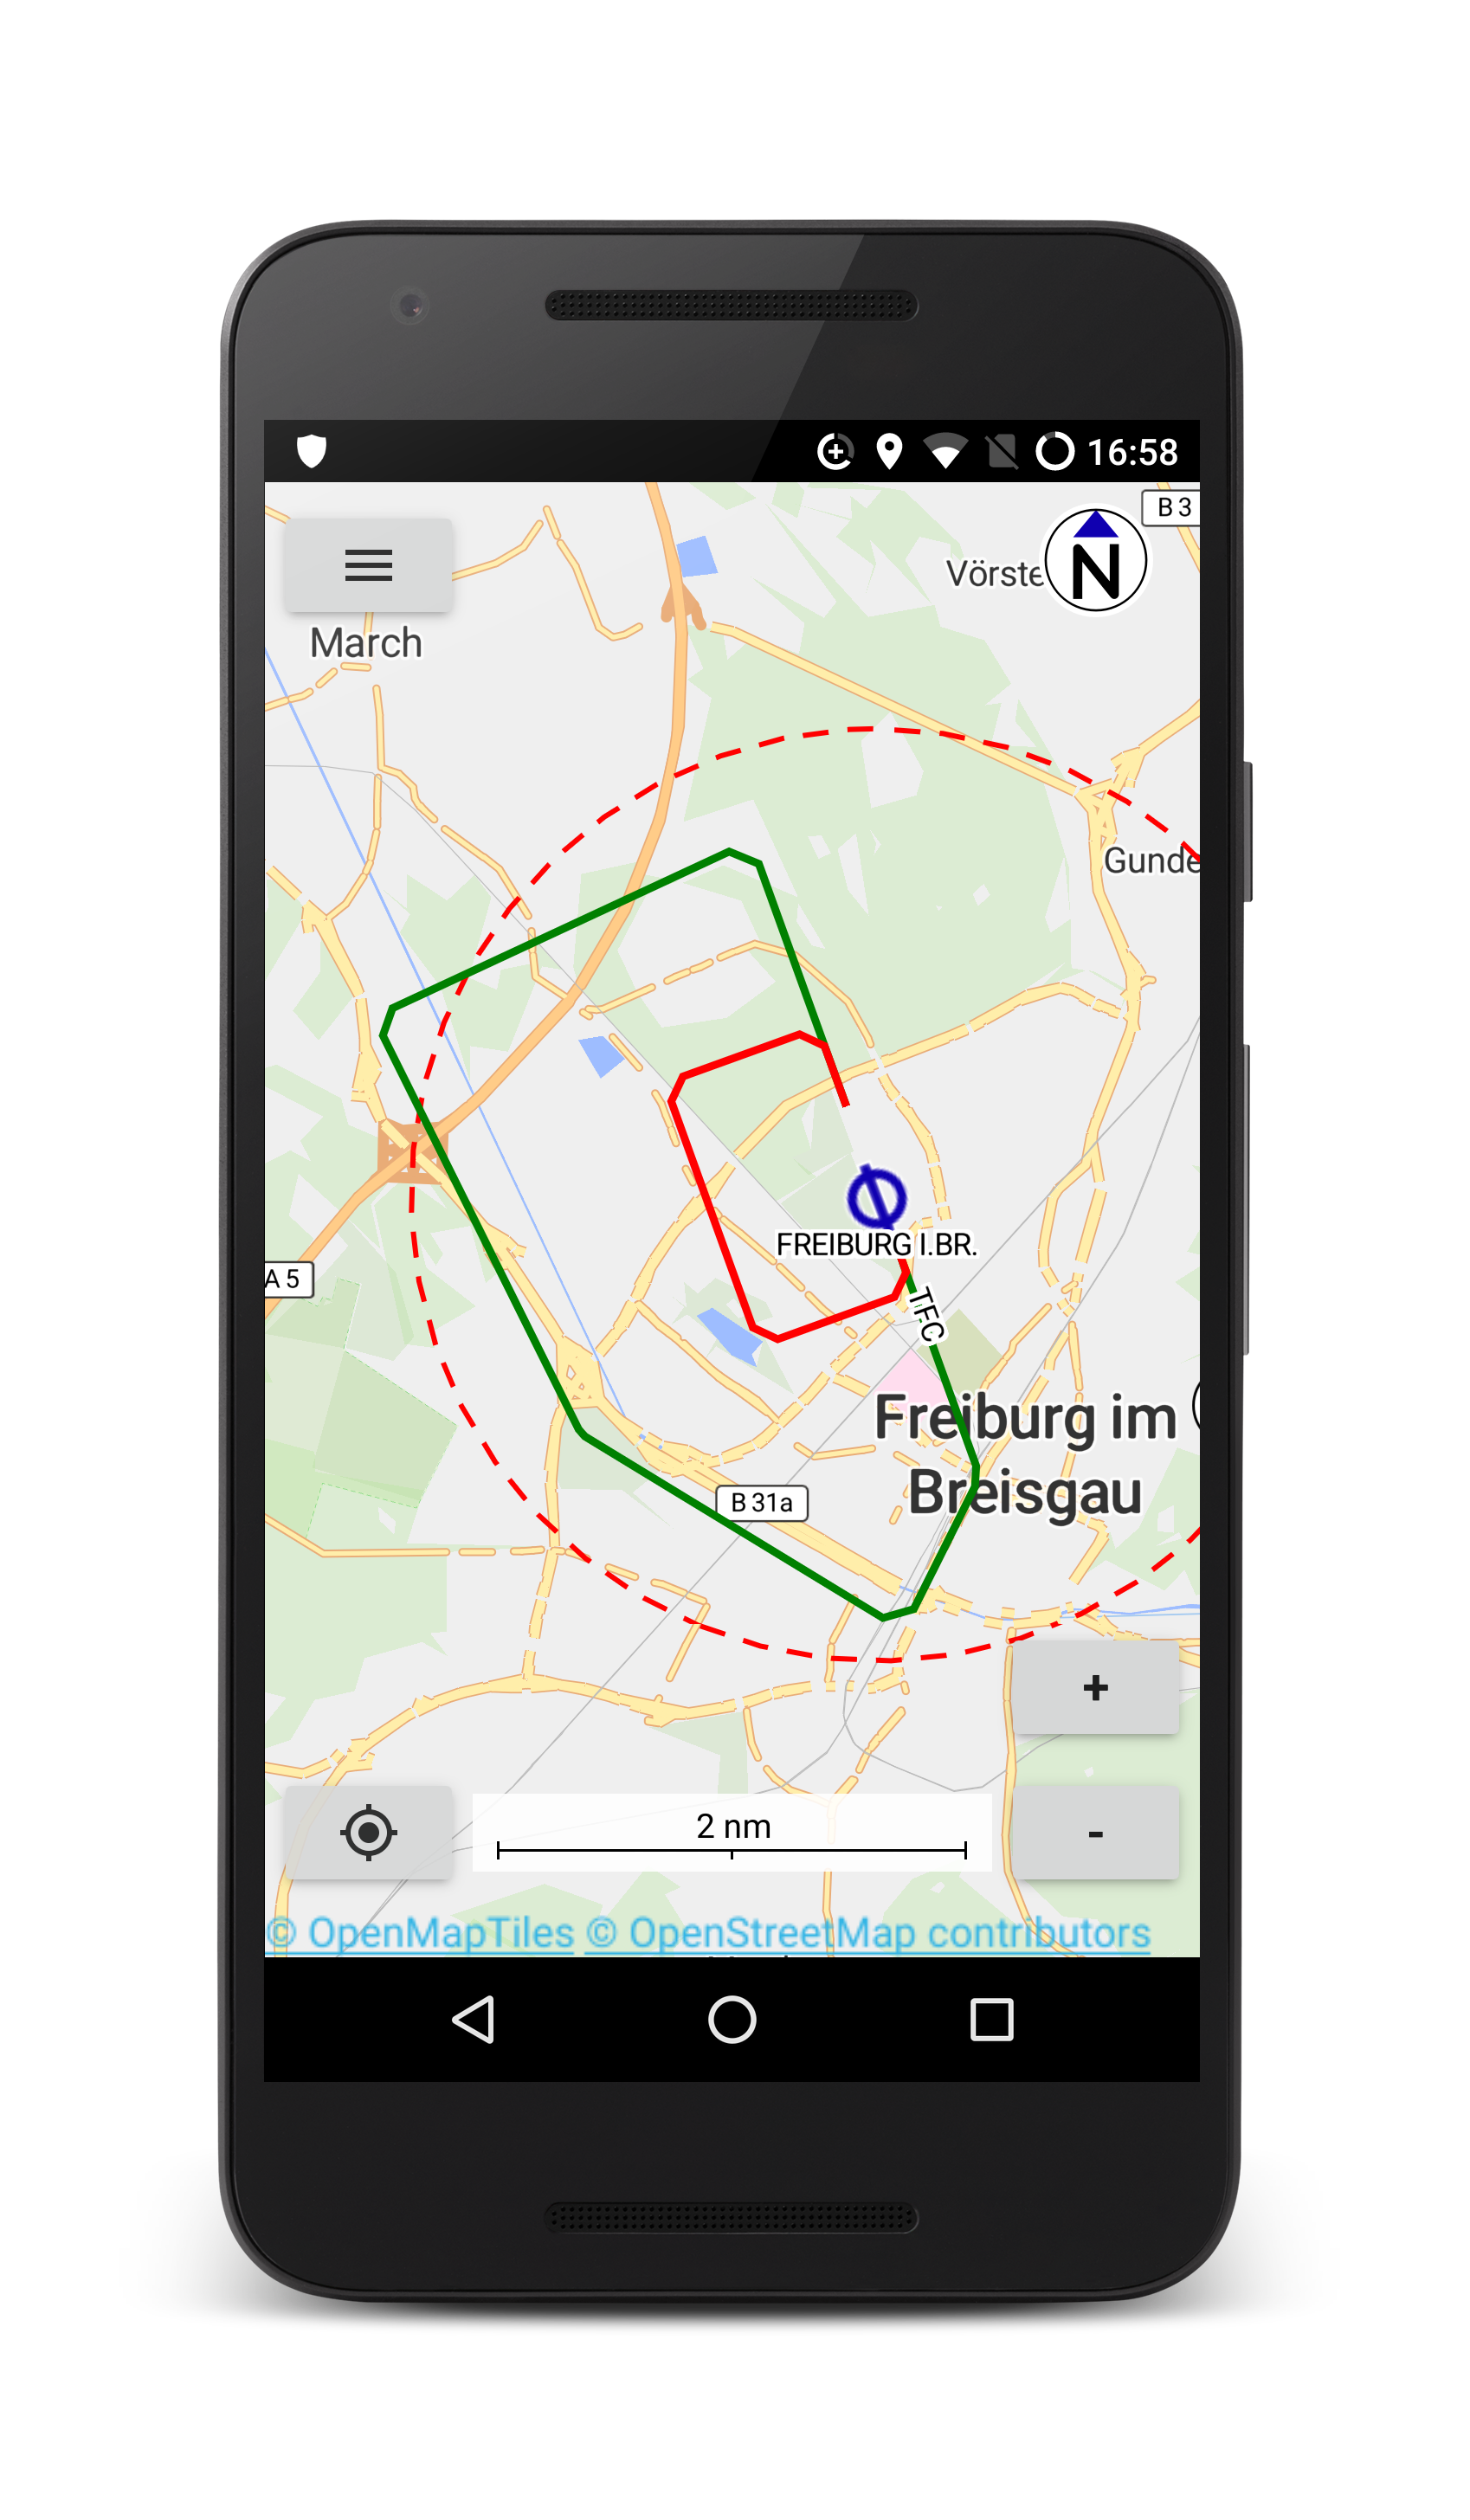 16:58
B 3
Vörste
N
March
Gunde
FREIBURG I.BR.
A 5
TFC
Freiburg im
Breisgau
B 31a
+
2 nm
-
© OpenMapTiles © OpenStreetMap contributors